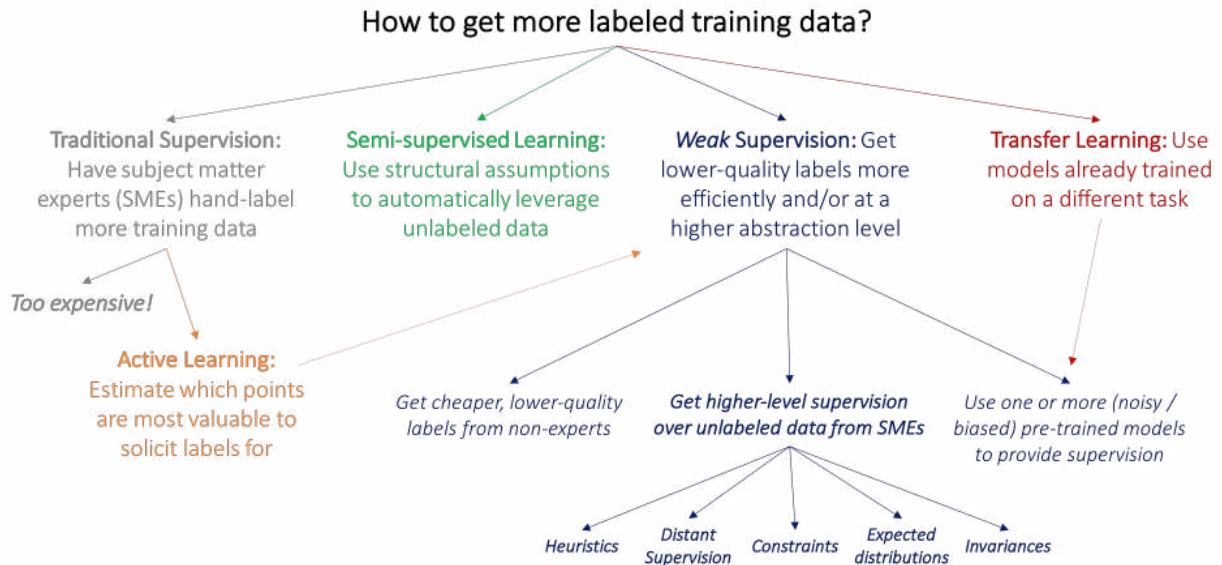 How to get more labeled training data?
Traditional Supervision:
Have subject matter
experts (SMEs) hand-label
more training data
Semi-supervised Learning:
Use structural assumptions
to automatically leverage
unlabeled data
Weak Supervision: Get
lower-quality labels more
efficiently and/or at a
higher abstraction level
Transfer Learning: Use
models already trained
on a different task
Too expensive!
Active Learning:
Estimate which points
are most valuable to
solicit labels for
Get cheaper, lower-quality
labels from non-experts
Get higher-level supervision
over unlabeled data from SMEs
Use one or more (noisy /
biased) pre-trained models
to provide supervision
Heuristics
Distant
Supervision
Constraints
Expected
distributions
Invariances